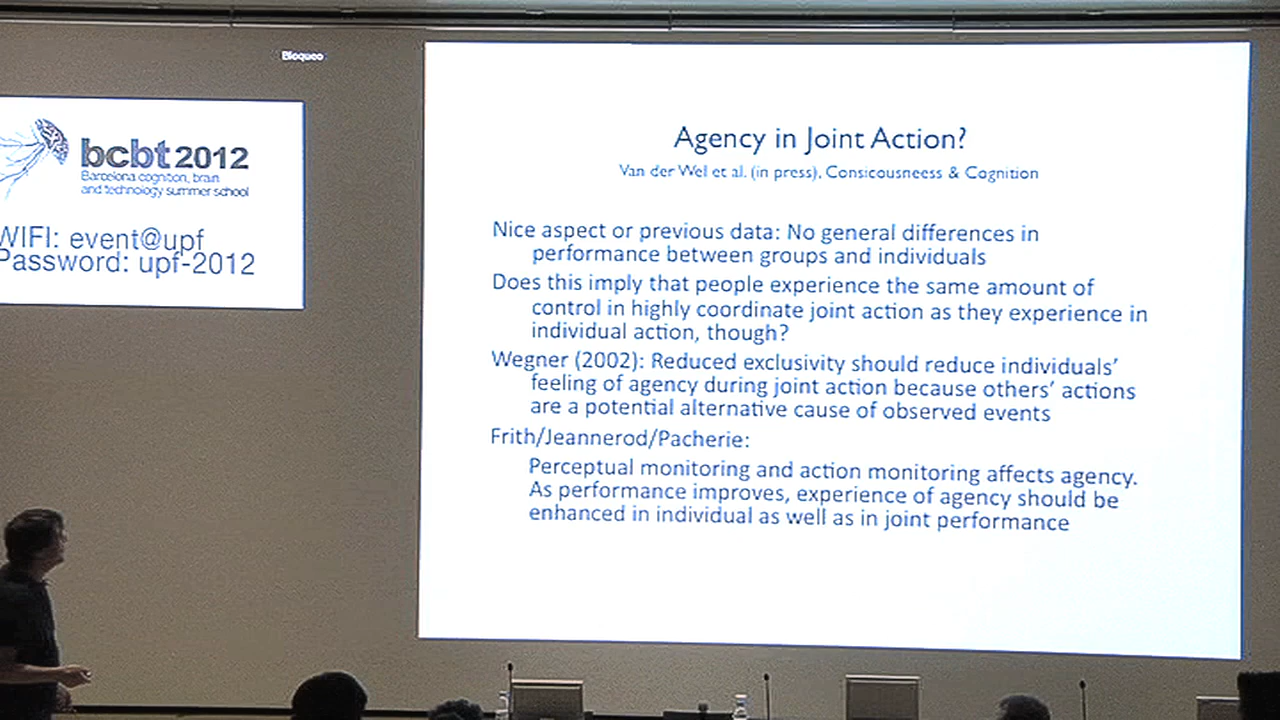 Bloqueo
bcbt 2012
Barcelona cognition, brain
and technology summer school
WIFI: event@upf
Password: upf-2012
Agency in Joint Action?
Van der Wel et al. (in press), Consicousneess & Cognition
Nice aspect or previous data: No general differences in
performance between groups and individuals
Does this imply that people experience the same amount of
control in highly coordinate joint action as they experience in
individual action, though?
Wegner (2002): Reduced exclusivity should reduce individuals’
feeling of agency during joint action because others’ actions
are a potential alternative cause of observed events
Frith/Jeannerod/Pacherie:
Perceptual monitoring and action monitoring affects agency.
As performance improves, experience of agency should be
enhanced in individual as well as in joint performance